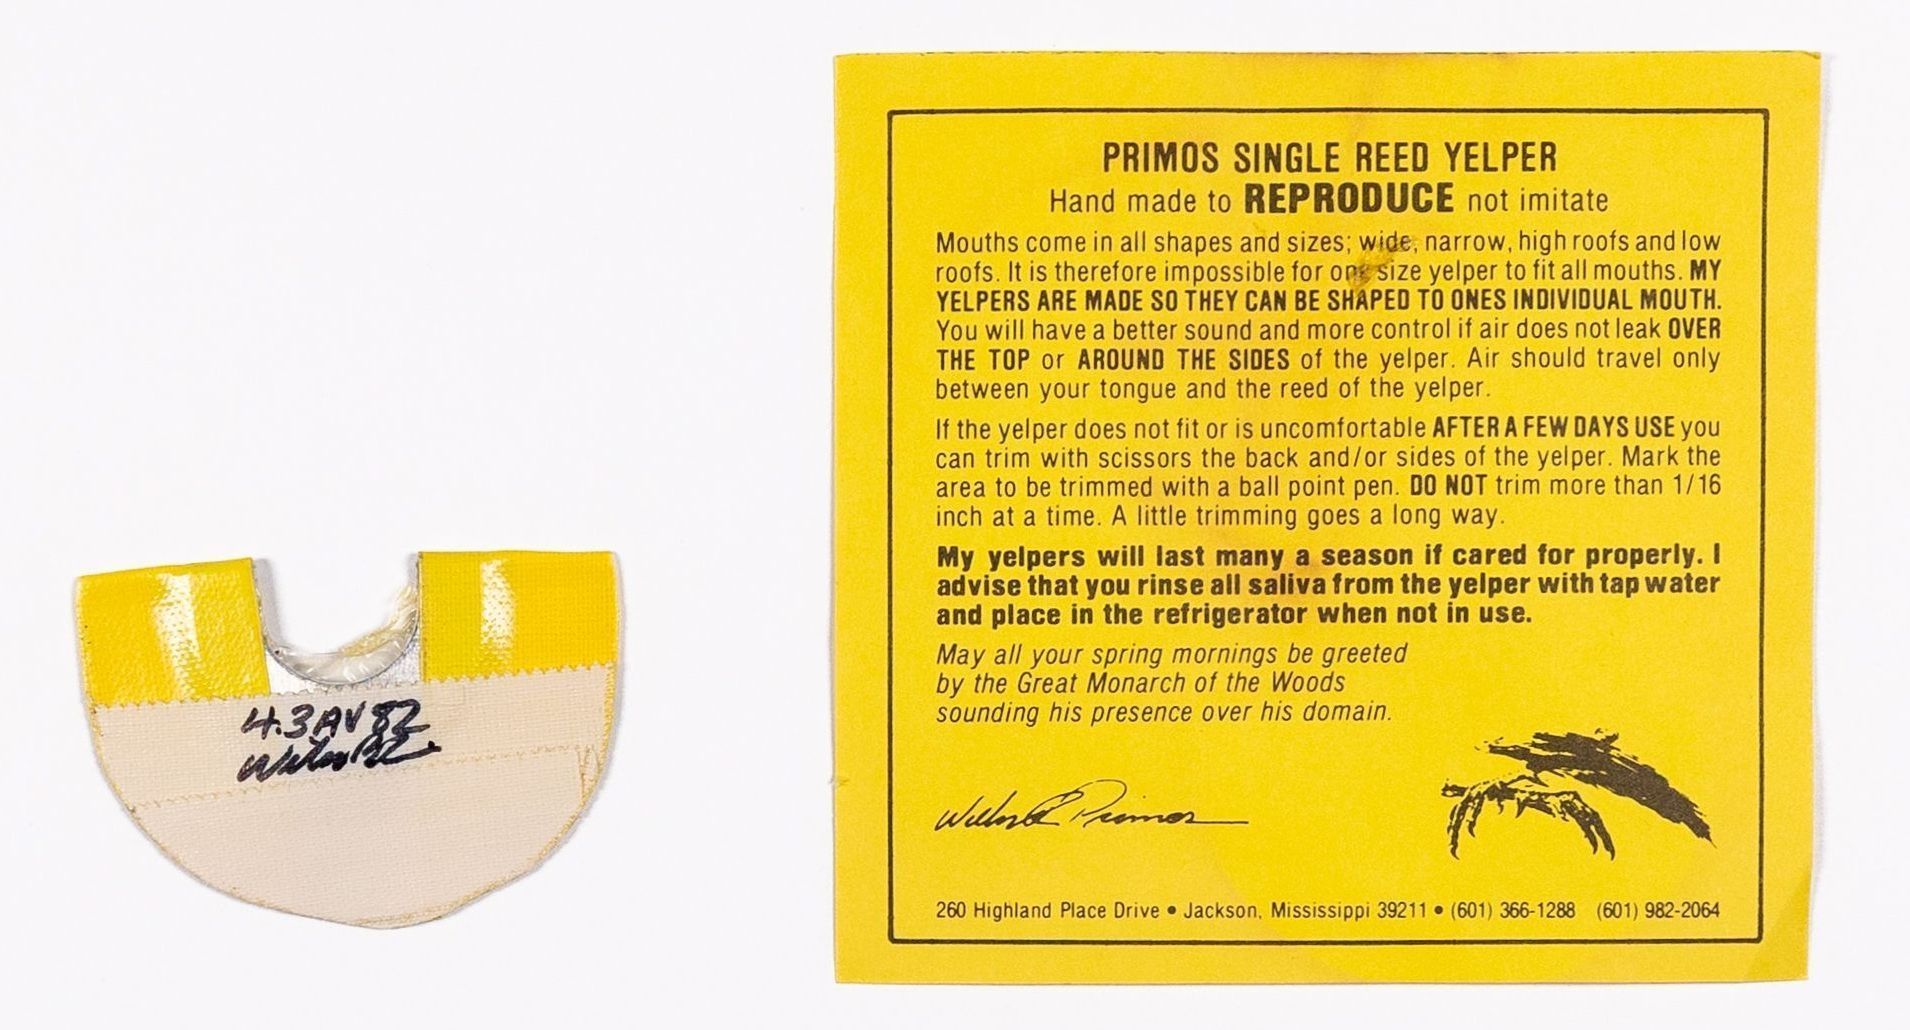 4.3AV82
PRIMOS SINGLE REED YELPER
Hand made to REPRODUCE not imitate
Mouths come in all shapes and sizes; wide, narrow, high roofs and low
roofs. It is therefore impossible for one size yelper to fit all mouths. MY
YELPERS ARE MADE SO THEY CAN BE SHAPED TO ONES INDIVIDUAL MOUTH.
You will have a better sound and more control if air does not leak OVER
THE TOP or AROUND THE SIDES of the yelper. Air should travel only
between your tongue and the reed of the yelper.
If the yelper does not fit or is uncomfortable AFTER A FEW DAYS USE you
can trim with scissors the back and/or sides of the yelper. Mark the
area to be trimmed with a ball point pen. DO NOT trim more than 1/16
inch at a time. A little trimming goes a long way.
My yelpers will last many a season if cared for properly. I
advise that you rinse all saliva from the yelper with tap water
and place in the refrigerator when not in use.
May all your spring mornings be greeted
by the Great Monarch of the Woods
sounding his presence over his domain.
Primos
260 Highland Place Drive • Jackson, Mississippi 39211 • (601) 366-1288 (601) 982-2064